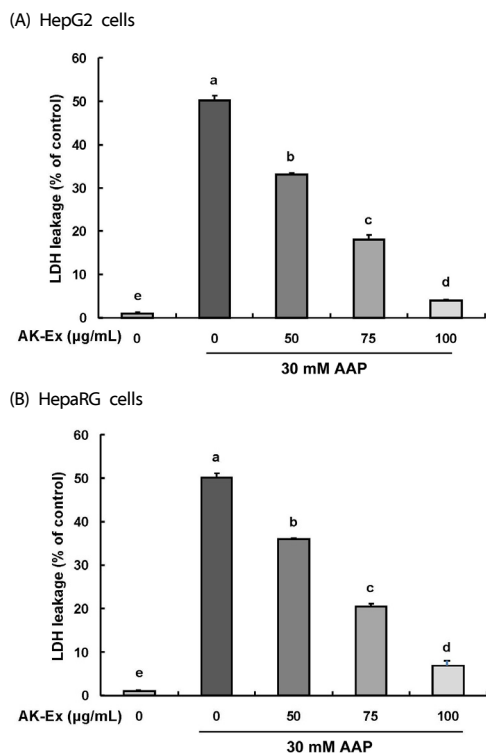 (A) HepG2 cells
LDH leakage (% of control)
60
50
40
30
20
10
0
a
b
c
d
e
AK-Ex (μg/mL) 0 0 50 75 100
30 mM AAP
(B) HepaRG cells
LDH leakage (% of control)
60
50
40
30
20
10
0
a
b
c
d
e
AK-Ex (μg/mL) 0 0 50 75 100
30 mM AAP